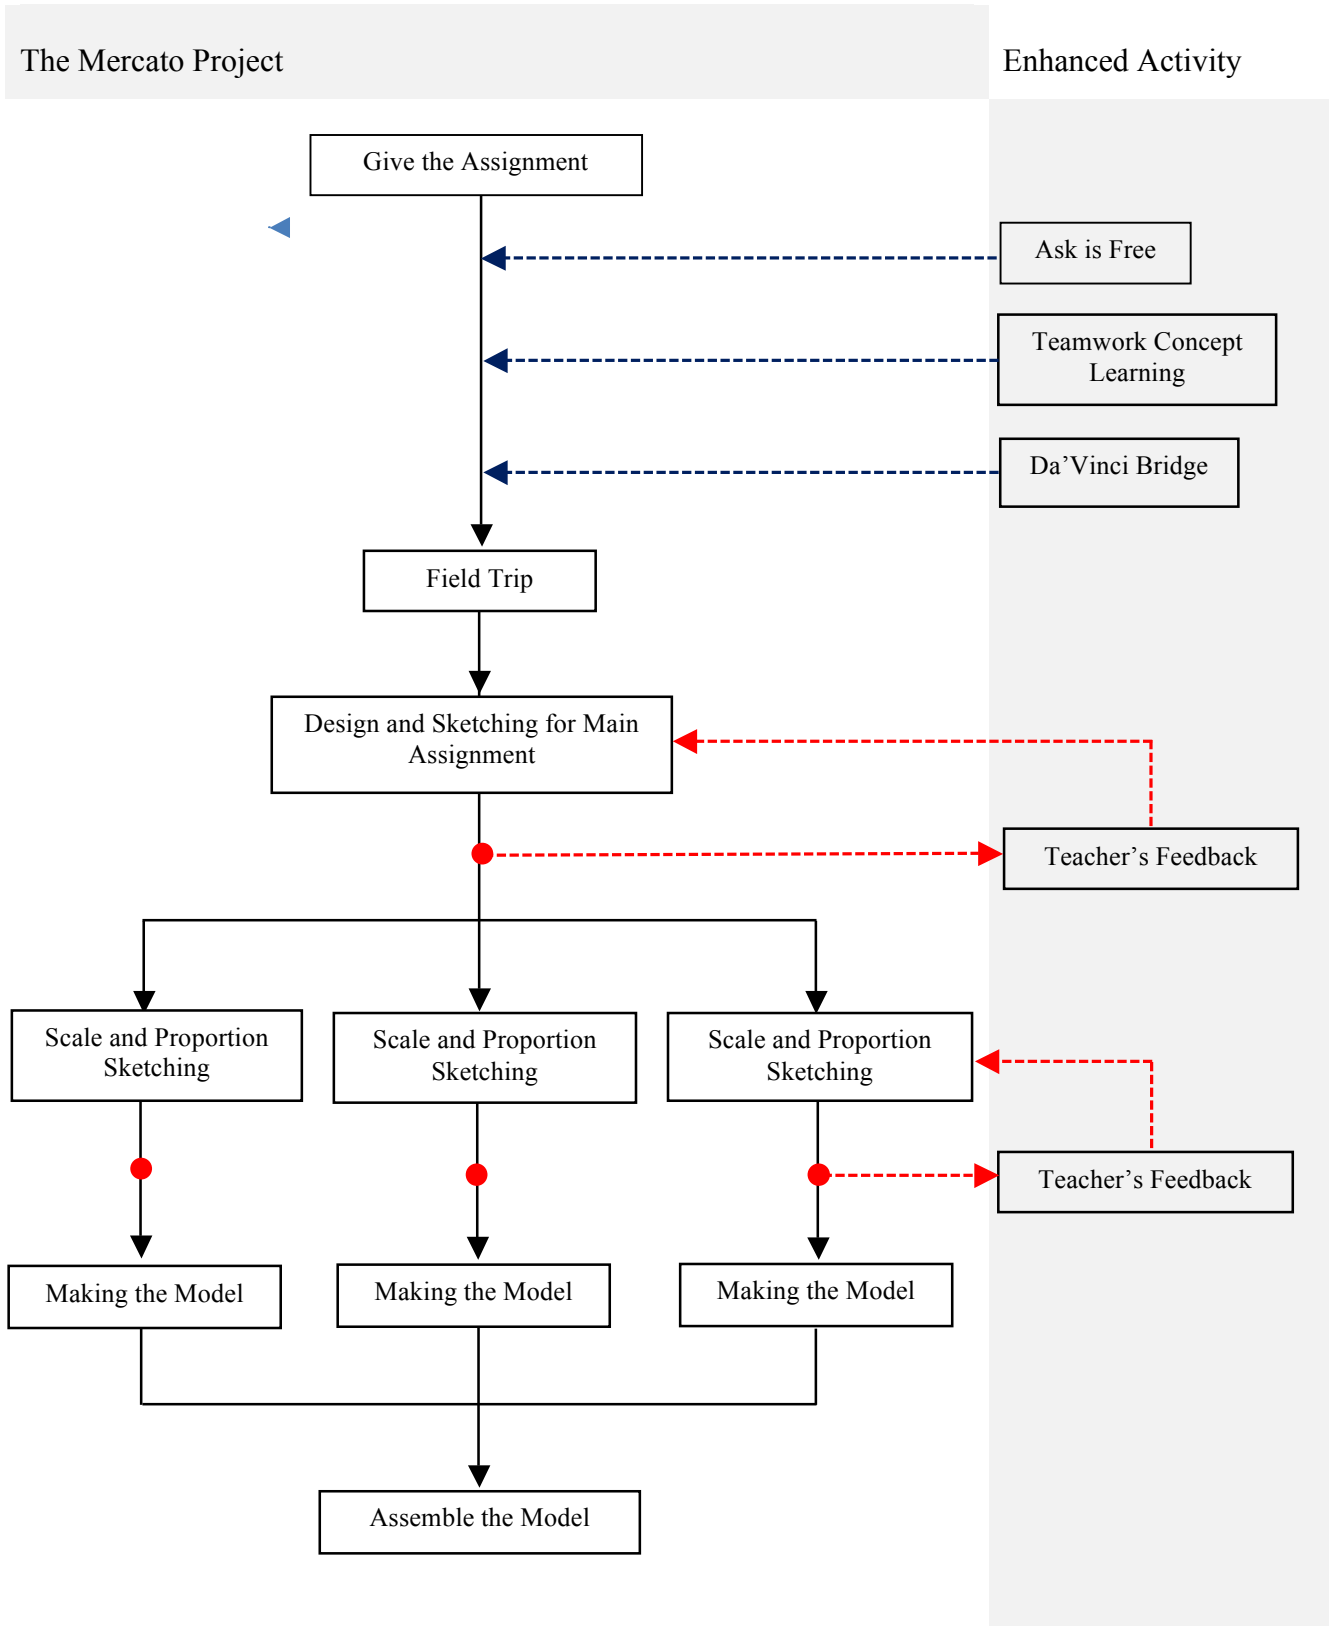 The Mercato Project
Enhanced Activity
Give the Assignment
Ask is Free
Teamwork Concept
Learning
Da’Vinci Bridge
Field Trip
Design and Sketching for Main
Assignment
Teacher’s Feedback
Scale and Proportion
Sketching
Scale and Proportion
Sketching
Scale and Proportion
Sketching
Teacher’s Feedback
Making the Model
Making the Model
Making the Model
Assemble the Model